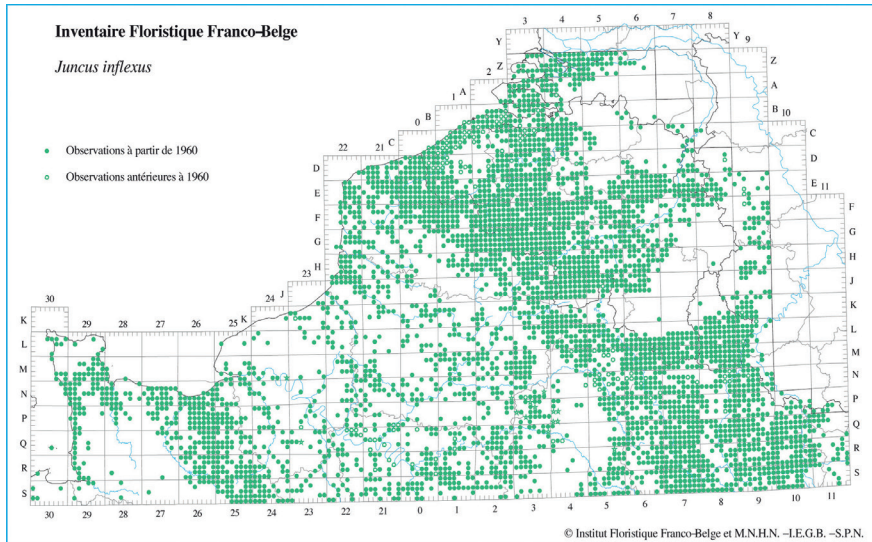 Inventaire Floristique Franco-Belge
Juncus inflexus
Observations à partir de 1960
Observations antérieures à 1960
3 4 5 6 7 8
Y Y
9
Z Z
2
A A
1
B B
10
0
C C
22 21
D D
E E
11
F F
G G
H H
23
J J
24
K K
30
K
29 28 27 26 25
L L
M M
N N
P P
Q Q
R R
S S
30 29 28 27 26 25 24 23 22 21 0 1 2 3 4 5 6 7 8 9 10 11
© Institut Floristique Franco-Belge et M.N.H.N. –I.E.G.B. –S.P.N.